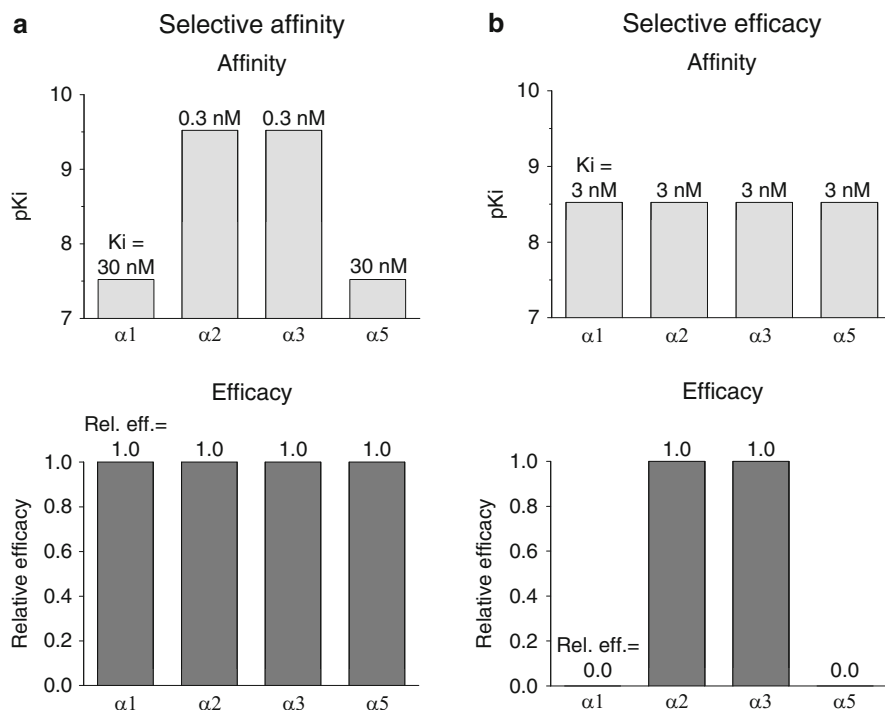 a
Selective affinity
Affinity
10
9
8
7
pKi
Ki =
30 nM
0.3 nM
0.3 nM
30 nM
α1
α2
α3
α5
Efficacy
Rel. eff.=
1.0
1.0
1.0
1.0
1.0
0.8
0.6
0.4
0.2
0.0
Relative efficacy
α1
α2
α3
α5
b
Selective efficacy
Affinity
10
9
8
7
pKi
Ki =
3 nM
3 nM
3 nM
3 nM
α1
α2
α3
α5
Efficacy
1.0
0.8
0.6
0.4
0.2
0.0
Relative efficacy
Rel. eff.=
0.0
1.0
1.0
0.0
α1
α2
α3
α5